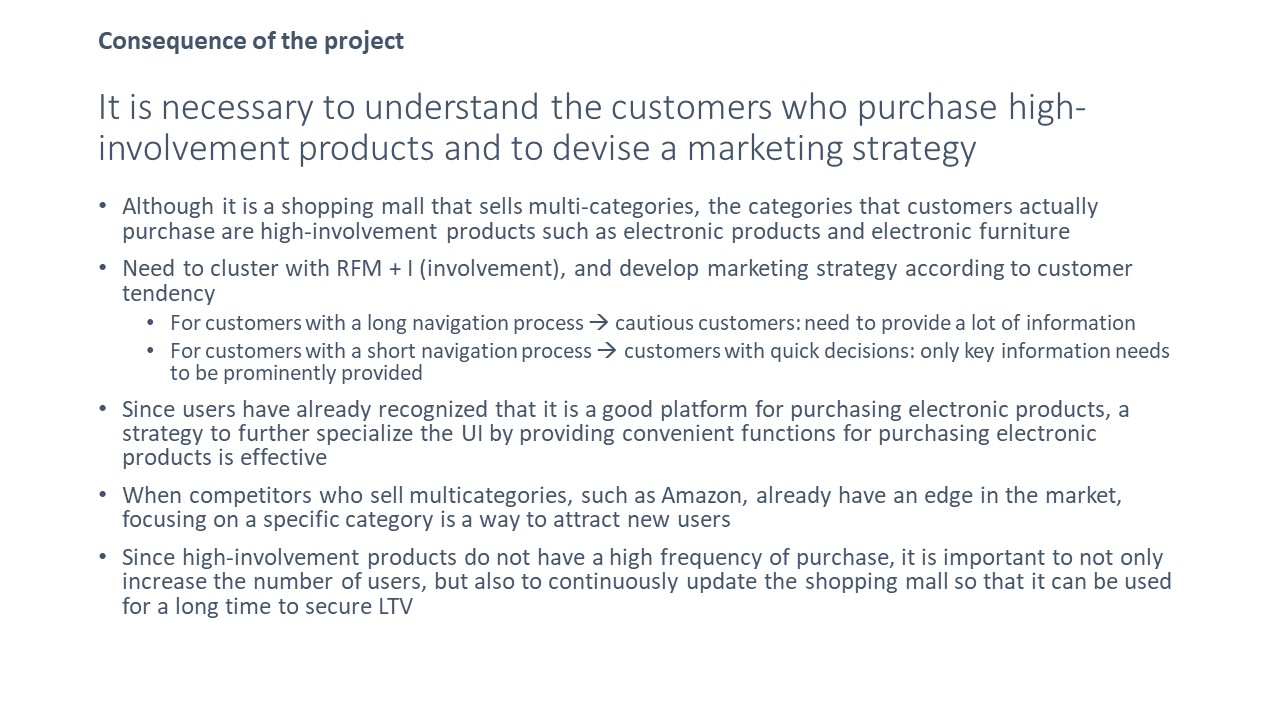 Consequence of the project
It is necessary to understand the customers who purchase high-
involvement products and to devise a marketing strategy
• Although it is a shopping mall that sells multi-categories, the categories that customers actually
purchase are high-involvement products such as electronic products and electronic furniture
• Need to cluster with RFM + I (involvement), and develop marketing strategy according to customer
tendency
• For customers with a long navigation process → cautious customers: need to provide a lot of information
• For customers with a short navigation process → customers with quick decisions: only key information needs
to be prominently provided
• Since users have already recognized that it is a good platform for purchasing electronic products, a
strategy to further specialize the UI by providing convenient functions for purchasing electronic
products is effective
• When competitors who sell multicategories, such as Amazon, already have an edge in the market,
focusing on a specific category is a way to attract new users
• Since high-involvement products do not have a high frequency of purchase, it is important to not only
increase the number of users, but also to continuously update the shopping mall so that it can be used
for a long time to secure LTV